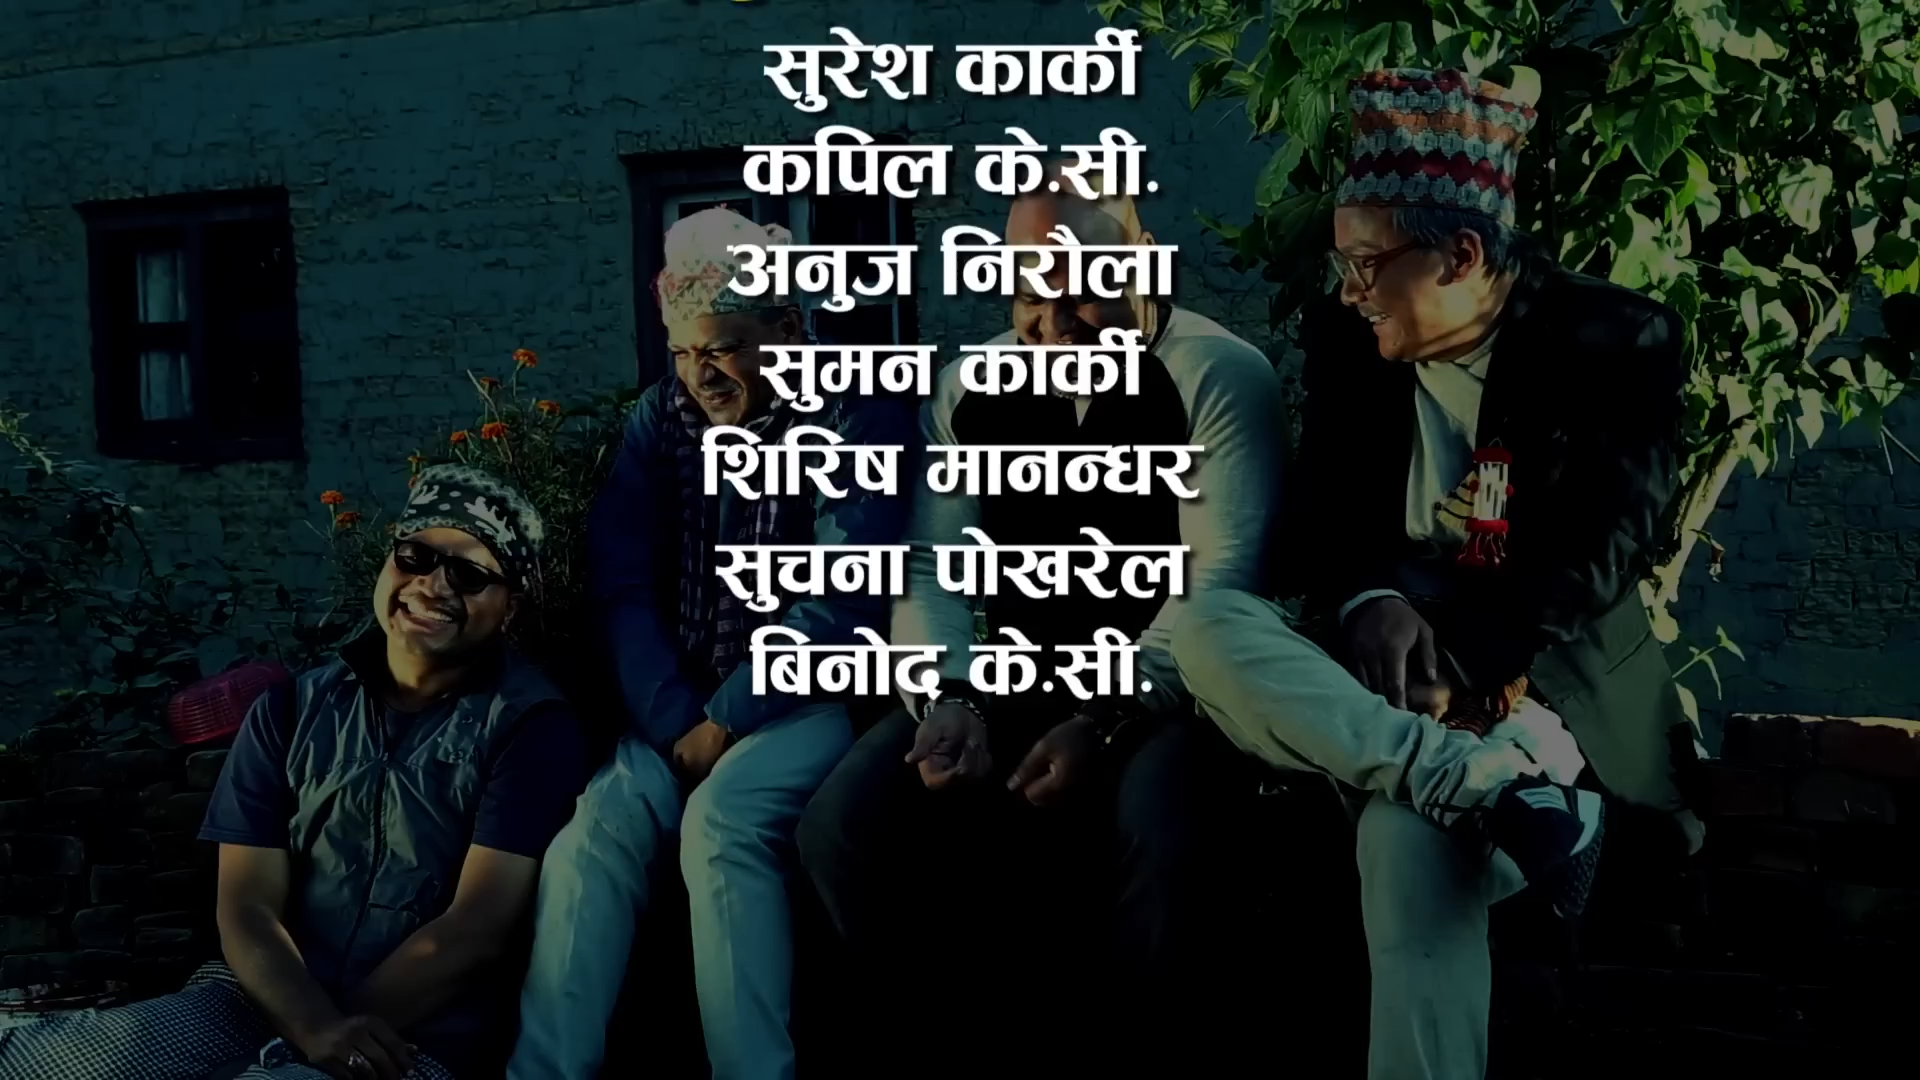 सुरेश कार्की
कपिल के.सी.
अनुज निरौला
सुमन कार्की
शिरिष मानन्धर
सुचना पोखरेल
बिनोद के.सी.